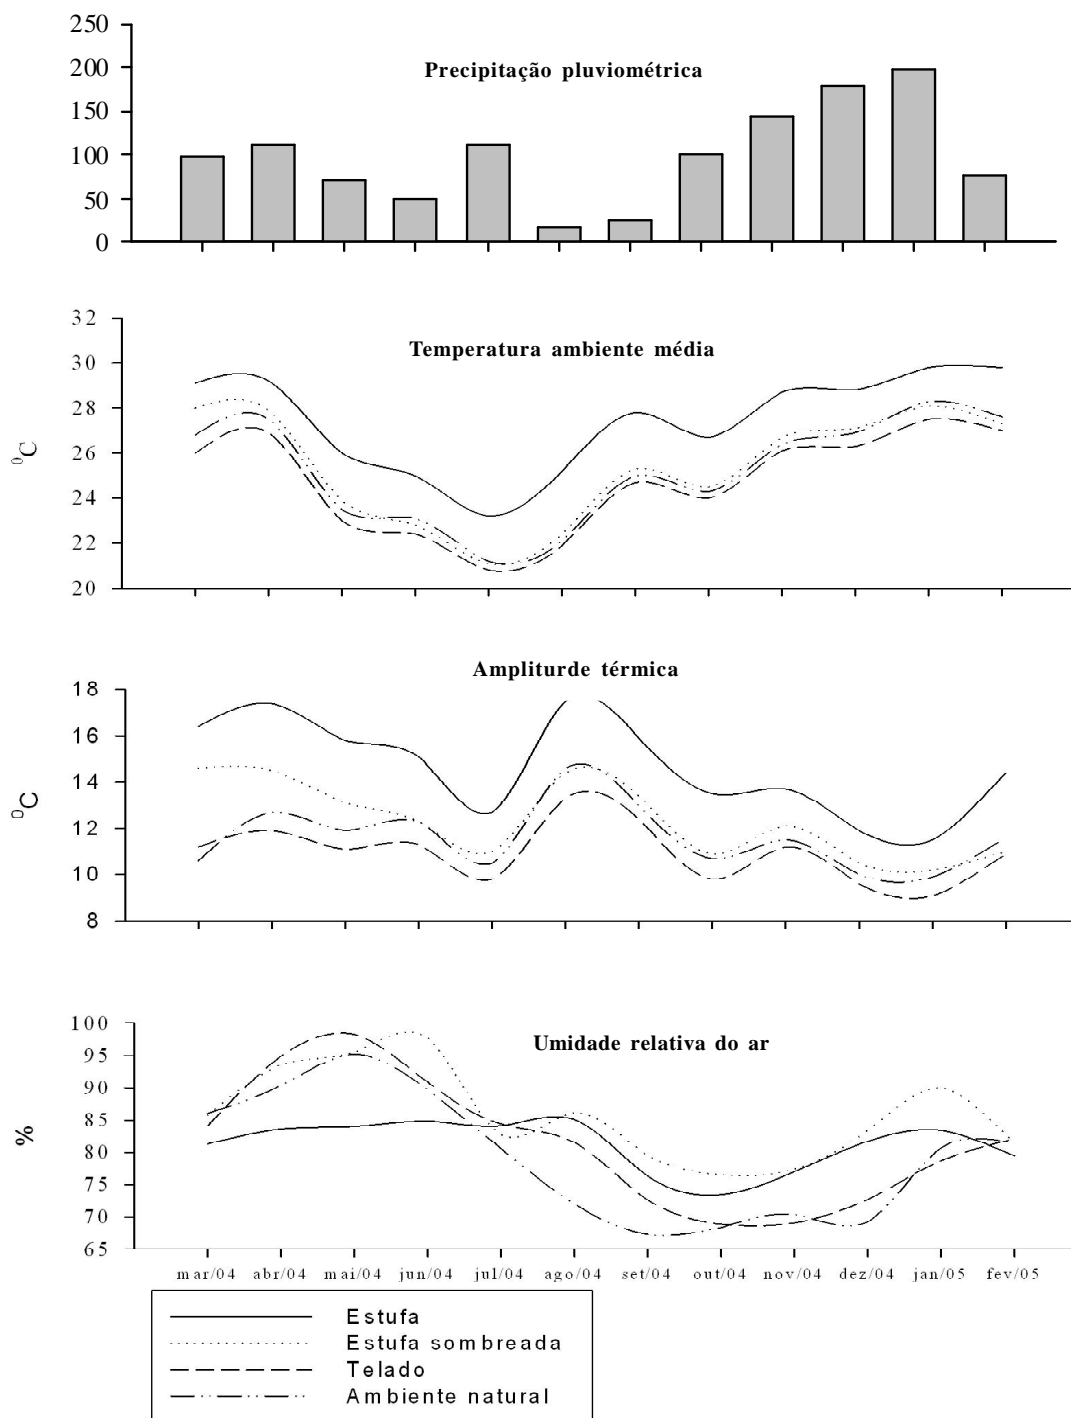 250
Precipitação pluviométrica
200
150
100
50
0
32
Temperatura ambiente média
30
28
26
24
22
20
⁰C
Ampliturde térmica
18
16
14
12
10
8
⁰C
100
Umidade relativa do ar
95
90
85
80
75
70
65
%
mar/04 abr/04 mai/04 jun/04 jul/04 ago/04 set/04 out/04 nov/04 dez/04 jan/05 fev/05
Estufa
Estufa sombreada
Telado
Ambiente natural